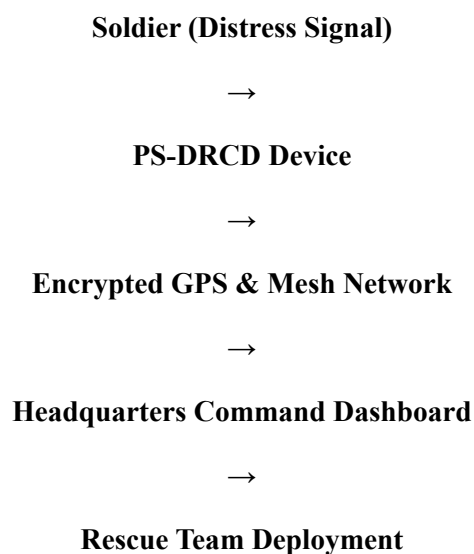 Soldier (Distress Signal)
→
PS-DRCD Device
→
Encrypted GPS & Mesh Network
→
Headquarters Command Dashboard
→
Rescue Team Deployment